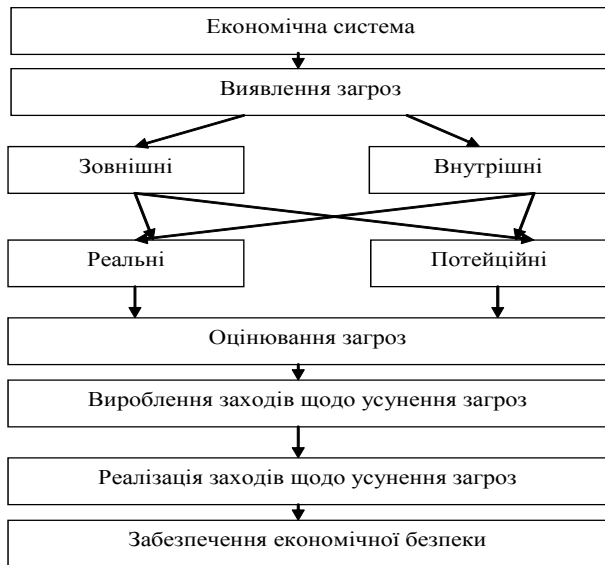 Економічна система
Виявлення загроз
Зовнішні
Внутрішні
Реальні
Потейційні
Оцінювання загроз
Вироблення заходів щодо усунення загроз
Реалізація заходів щодо усунення загроз
Забезпечення економічної безпеки